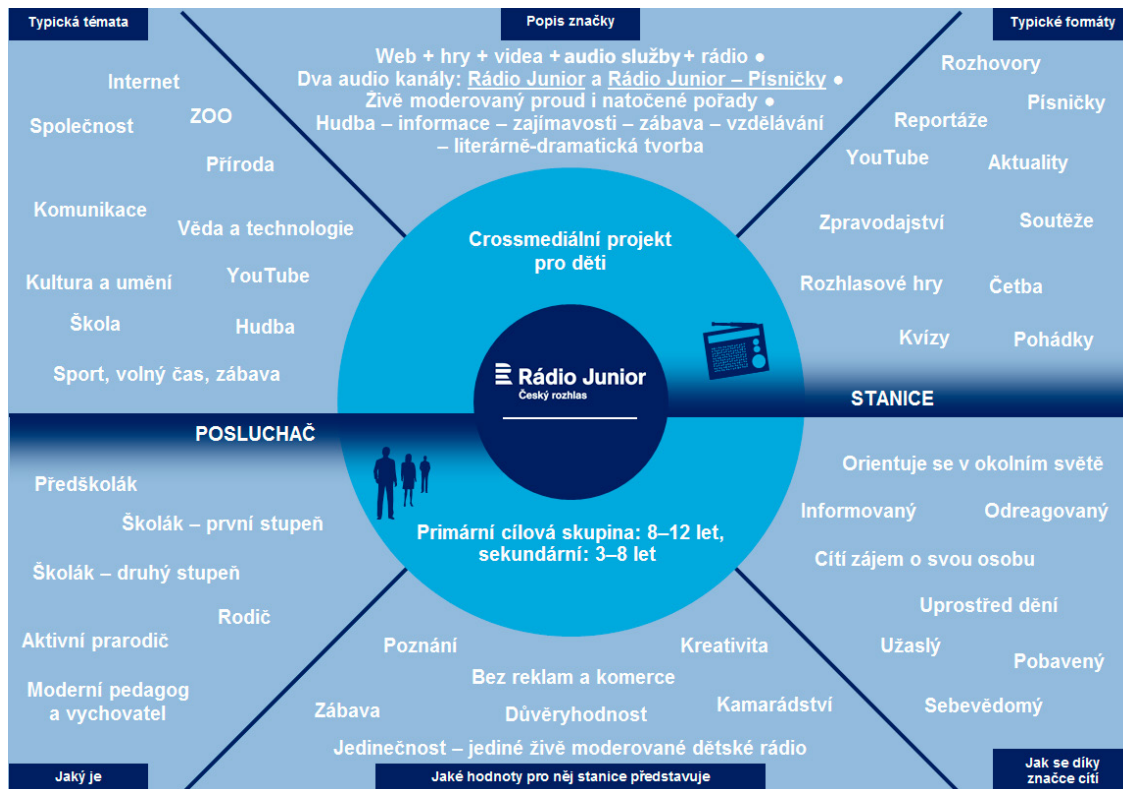 Typická témata
Internet
Společnost
ZOO
Příroda
Komunikace
Věda a technologie
Kultura a umění
YouTube
Škola
Hudba
Sport, volný čas, zábava
Popis značky
Web + hry + videa + audio služby + rádio ●
Dva audio kanály: Rádio Junior a Rádio Junior – Písničky ●
Živě moderovaný proud i natočené pořady ●
Hudba – informace – zajímavosti – zábava – vzdělávání
– literárně-dramatická tvorba
Typické formáty
Rozhovory
Písničky
Reportáže
YouTube
Aktuality
Zpravodajství
Soutěže
Rozhlasové hry
Četba
Kvízy
Pohádky
Crossmediální projekt
pro děti
Rádio Junior
Český rozhlas
STANICE
POSLUCHAČ
Primární cílová skupina: 8–12 let,
sekundární: 3–8 let
Předškolák
Školák – první stupeň
Školák – druhý stupeň
Rodič
Aktivní prarodič
Moderní pedagog
a vychovatel
Jaký je
Poznání
Kreativita
Bez reklam a komerce
Zábava
Důvěryhodnost
Kamarádství
Jedinečnost – jediné živě moderované dětské rádio
Jaké hodnoty pro něj stanice představuje
Orientuje se v okolním světě
Informovaný
Odreagovaný
Cítí zájem o svou osobu
Uprostřed dění
Užaslý
Pobavený
Sebevědomý
Jak se díky
značce cítí